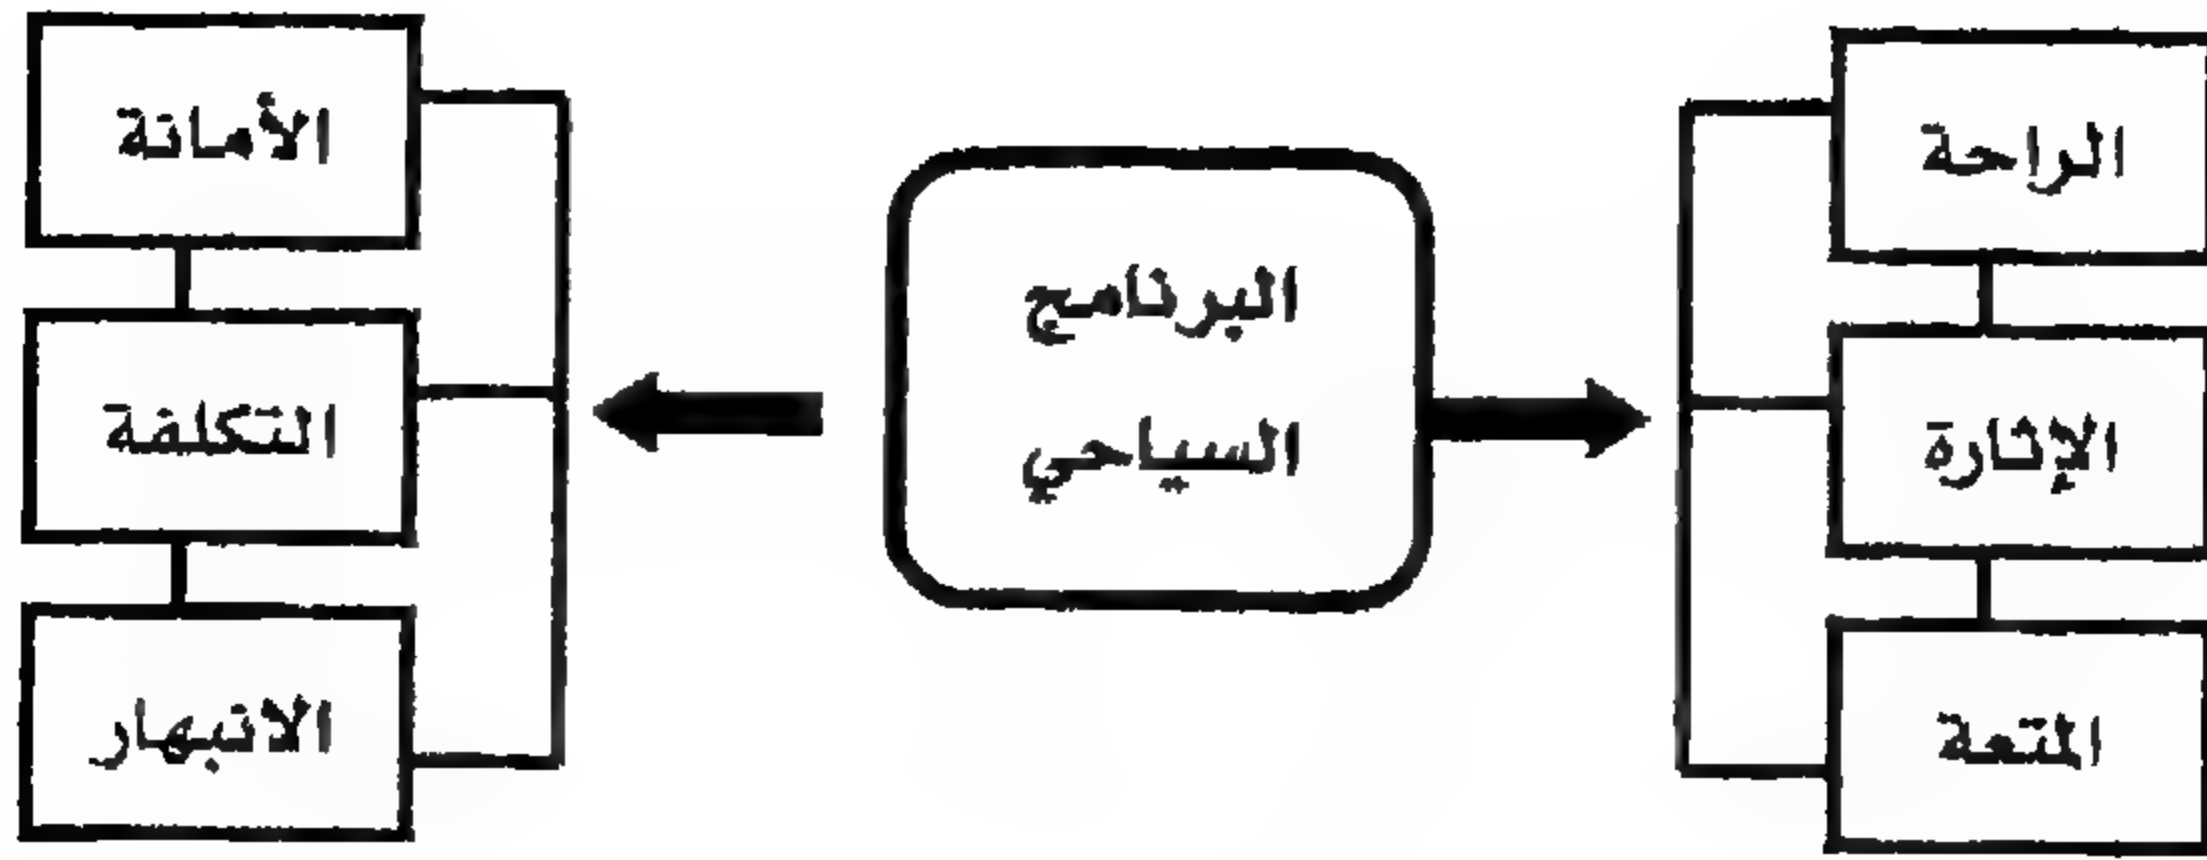 الراحة
الإثارة
المتعة
البرنامج
السياحي
الأمانة
التكلفة
الانبهار